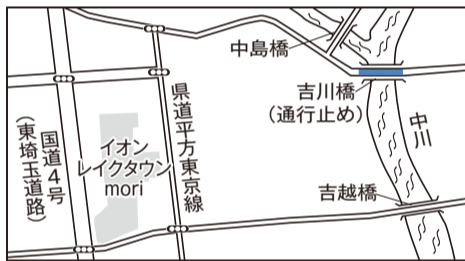 中島橋
吉川橋
(通行止め)
中川
県道平方東京線
イオン
レイクタウン
mori
国道4号
(東埼玉道路)
吉越橋